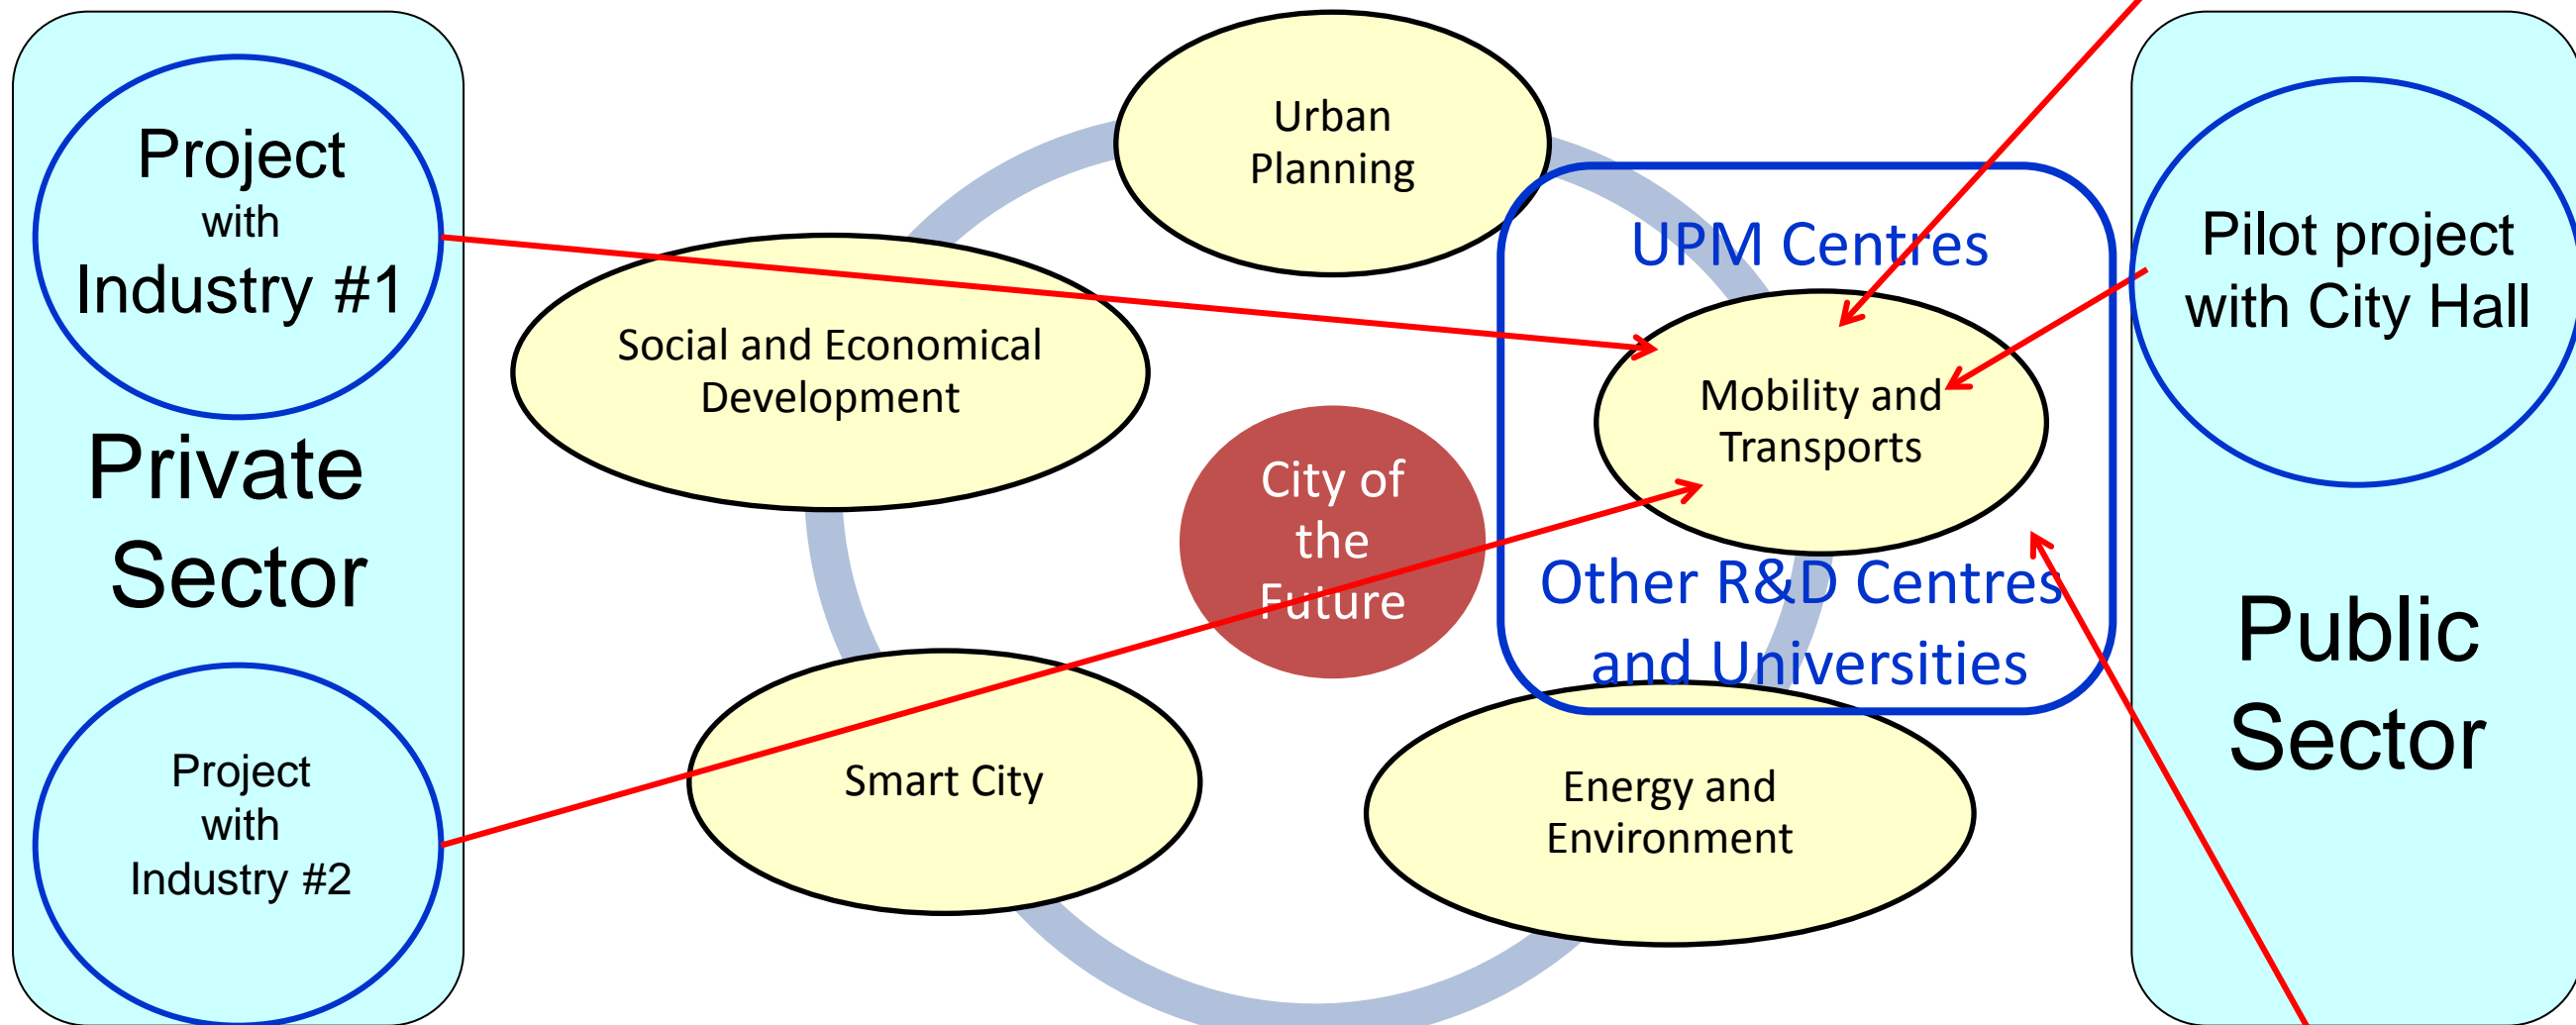 Project
with
Industry #1
Private
Sector
Project
with
Industry #2
Urban
Planning
Social and Economical
Development
City of
the
Future
Smart City
UPM Centres
Mobility and
Transports
Other R&D Centres
and Universities
Energy and
Environment
Pilot project
with City Hall
Public
Sector